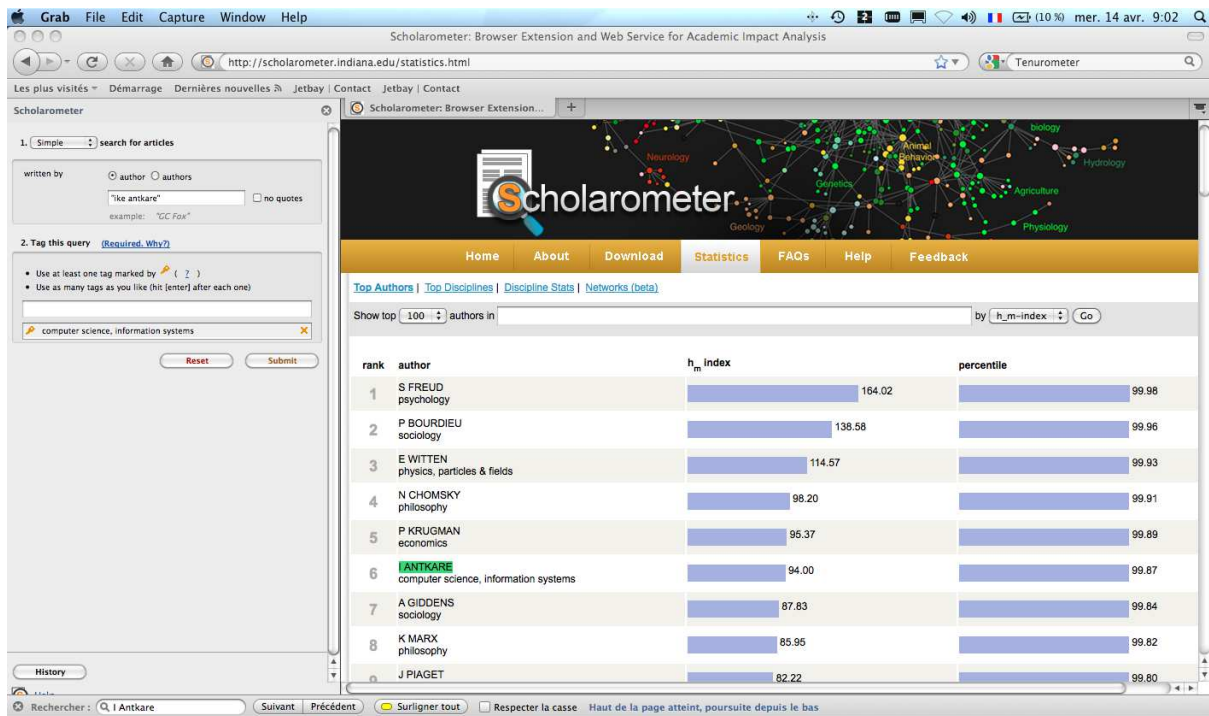 Grab File Edit Capture Window Help
2 (10 %) mer. 14 avr. 9:02
Scholarometer: Browser Extension and Web Service for Academic Impact Analysis
http://scholarometer.indiana.edu/statistics.html
Tenurometer
Les plus visités Démarrage Dernières nouvelles Jetbay | Contact Jetbay | Contact
Scholarometer
Scholarometer: Browser Extension... +
1. Simple search for articles
written by author authors
"ike antkare" no quotes
example: "GC Fox"
2. Tag this query (Required. Why?)
• Use at least one tag marked by ( ? )
• Use as many tags as you like (hit [enter] after each one)
computer science, information systems X
Reset Submit
History
Neurology
Animal Behavior
biology
Hydrology
Genetics
Agriculture
Geology
Physiology
Scholarometer
Home About Download Statistics FAQs Help Feedback
Top Authors | Top Disciplines | Discipline Stats | Networks (beta)
Show top 100 authors in by h_m-index Go
rank author hm index percentile
1 S FREUD 164.02 99.98
psychology
2 P BOURDIEU 138.58 99.96
sociology
3 E WITTEN 114.57 99.93
physics, particles & fields
4 N CHOMSKY 98.20 99.91
philosophy
5 P KRUGMAN 95.37 99.89
economics
6 I ANTKARE 94.00 99.87
computer science, information systems
7 A GIDDENS 87.83 99.84
sociology
8 K MARX 85.95 99.82
philosophy
9 J PIAGET 82.22 99.80
Rechercher : I Antkare Suivant Précédent Surligner tout Respecter la casse Haut de la page atteint, poursuite depuis le bas